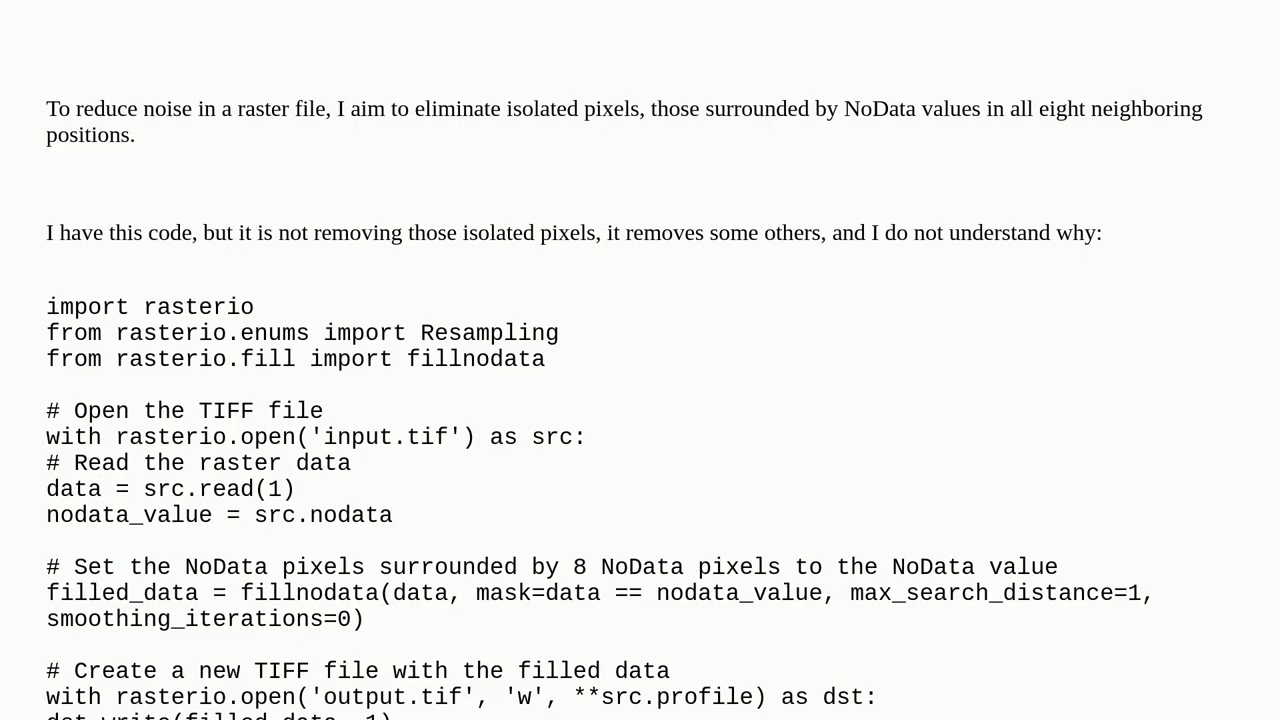 To reduce noise in a raster file, I aim to eliminate isolated pixels, those surrounded by NoData values in all eight neighboring
positions.
I have this code, but it is not removing those isolated pixels, it removes some others, and I do not understand why:
import rasterio
from rasterio.enums import Resampling
from rasterio.fill import fillnodata
# Open the TIFF file
with rasterio.open('input.tif') as src:
# Read the raster data
data = src.read(1)
nodata_value = src.nodata
# Set the NoData pixels surrounded by 8 NoData pixels to the NoData value
filled_data = fillnodata(data, mask=data == nodata_value, max_search_distance=1,
smoothing_iterations=0)
# Create a new TIFF file with the filled data
with rasterio.open('output.tif', 'w', **src.profile) as dst:
dst.write(filled_data, 1)